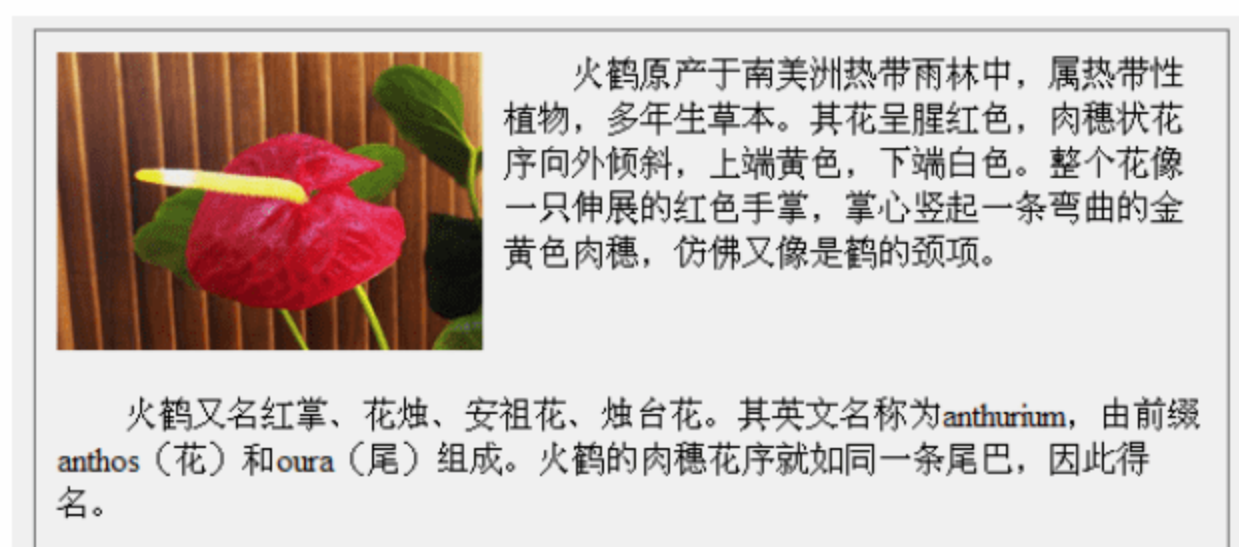 火鹤原产于南美洲热带雨林中，属热带性
植物，多年生草本。其花呈腥红色，肉穗状花
序向外倾斜，上端黄色，下端白色。整个花像
一只伸展的红色手掌，掌心竖起一条弯曲的金
黄色肉穗，仿佛又像是鹤的颈项。
火鹤又名红掌、花烛、安祖花、烛台花。其英文名称为anthurium，由前缀
anthos（花）和oura（尾）组成。火鹤的肉穗花序就如同一条尾巴，因此得
名。